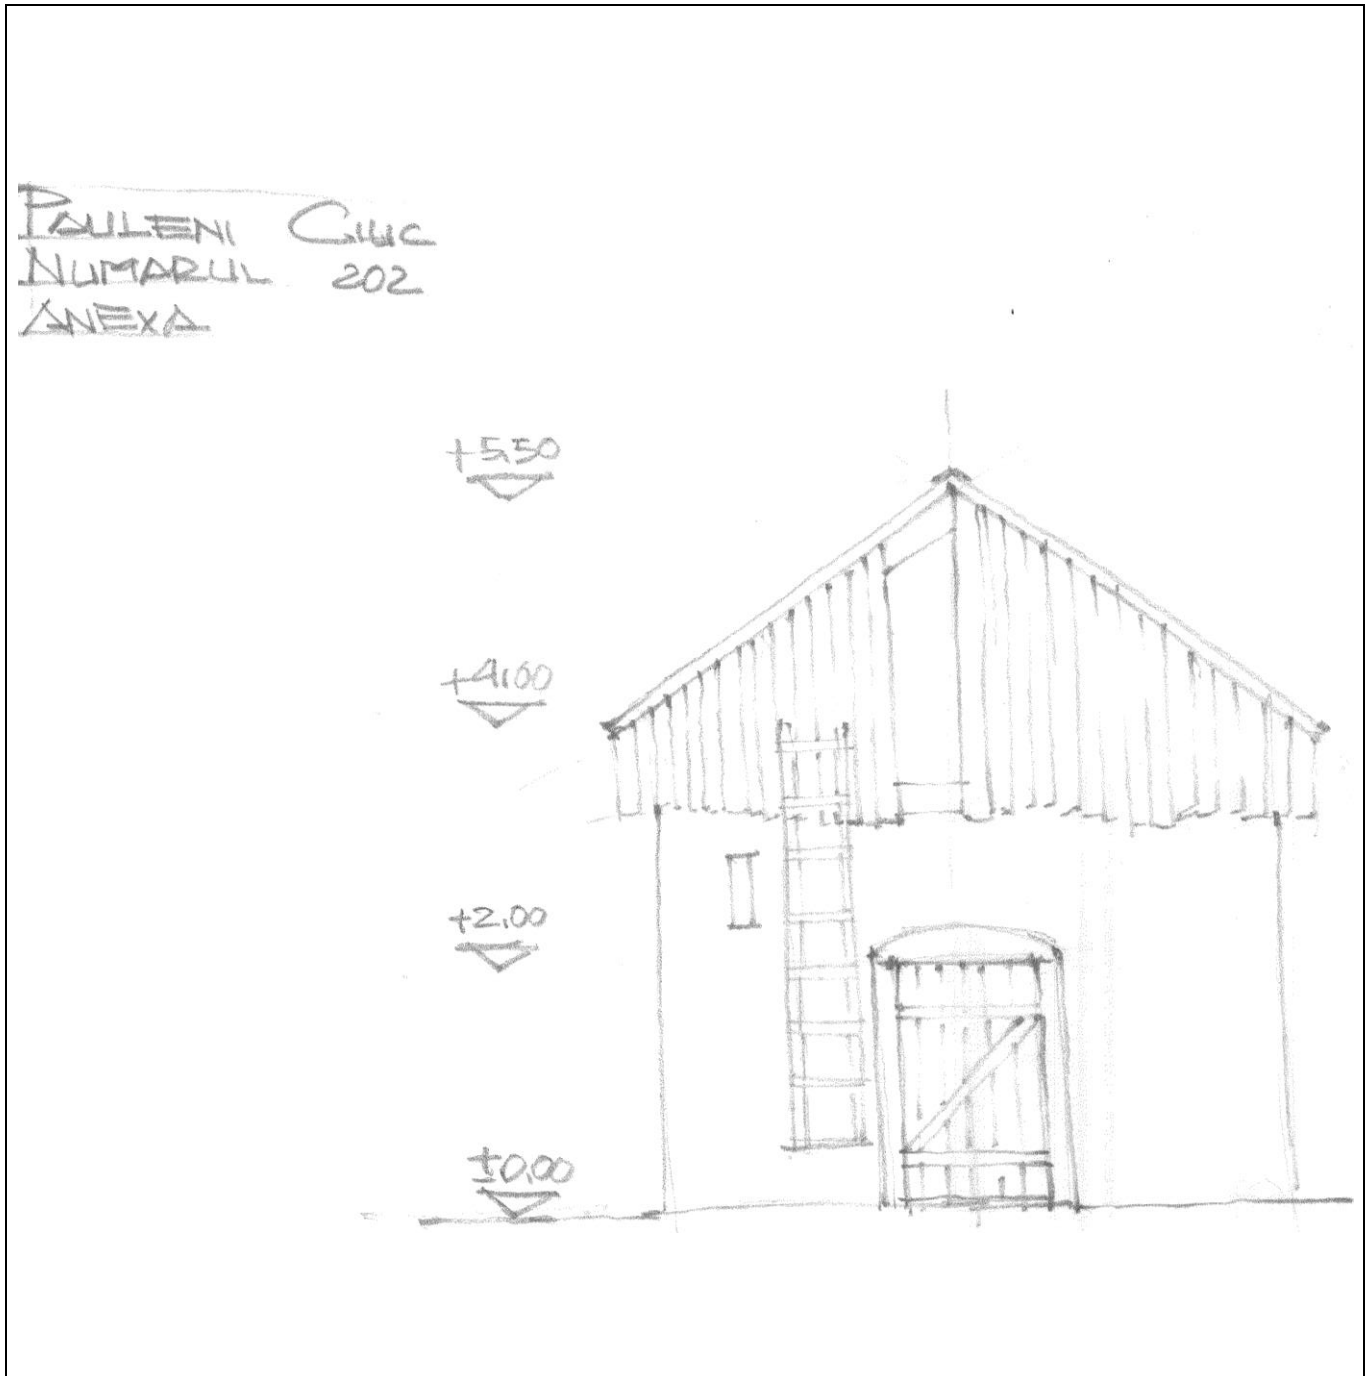 PAULENI CIUC
NUMARUL 202
ANEXA
+5.50
+4.00
+2.00
±0.00